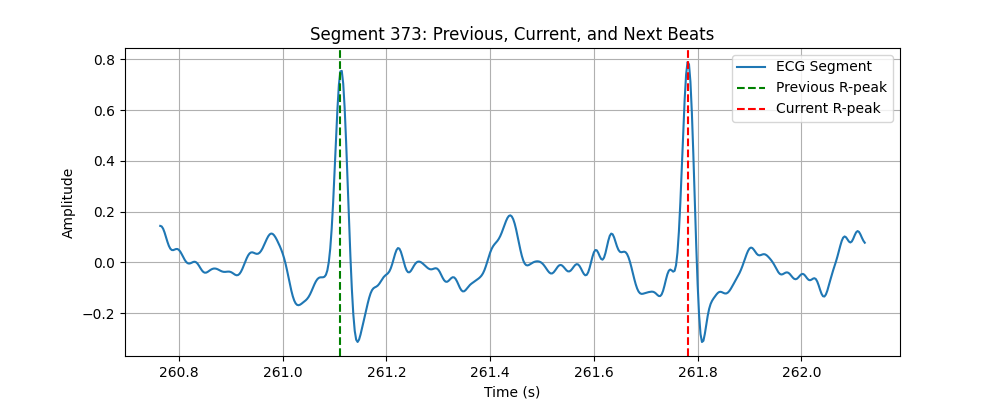 Segment 373: Previous, Current, and Next Beats
ECG Segment
Previous R-peak
Current R-peak
Amplitude
0.8
0.6
0.4
0.2
0.0
−0.2
260.8 261.0 261.2 261.4 261.6 261.8 262.0
Time (s)